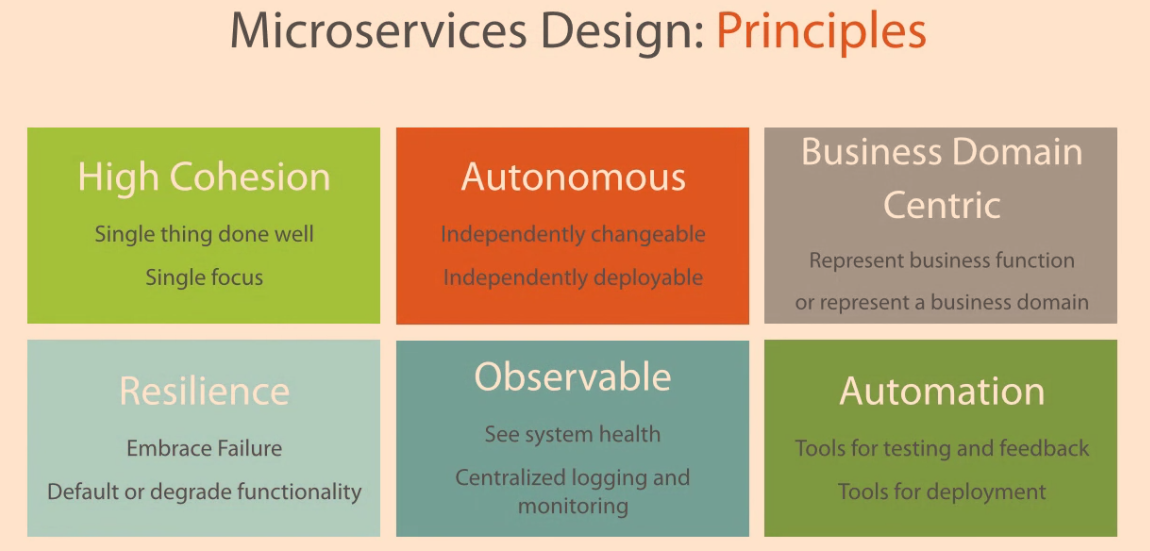 Microservices Design: Principles
High Cohesion
Single thing done well
Single focus
Autonomous
Independently changeable
Independently deployable
Business Domain
Centric
Represent business function
or represent a business domain
Resilience
Embrace Failure
Default or degrade functionality
Observable
See system health
Centralized logging and
monitoring
Automation
Tools for testing and feedback
Tools for deployment